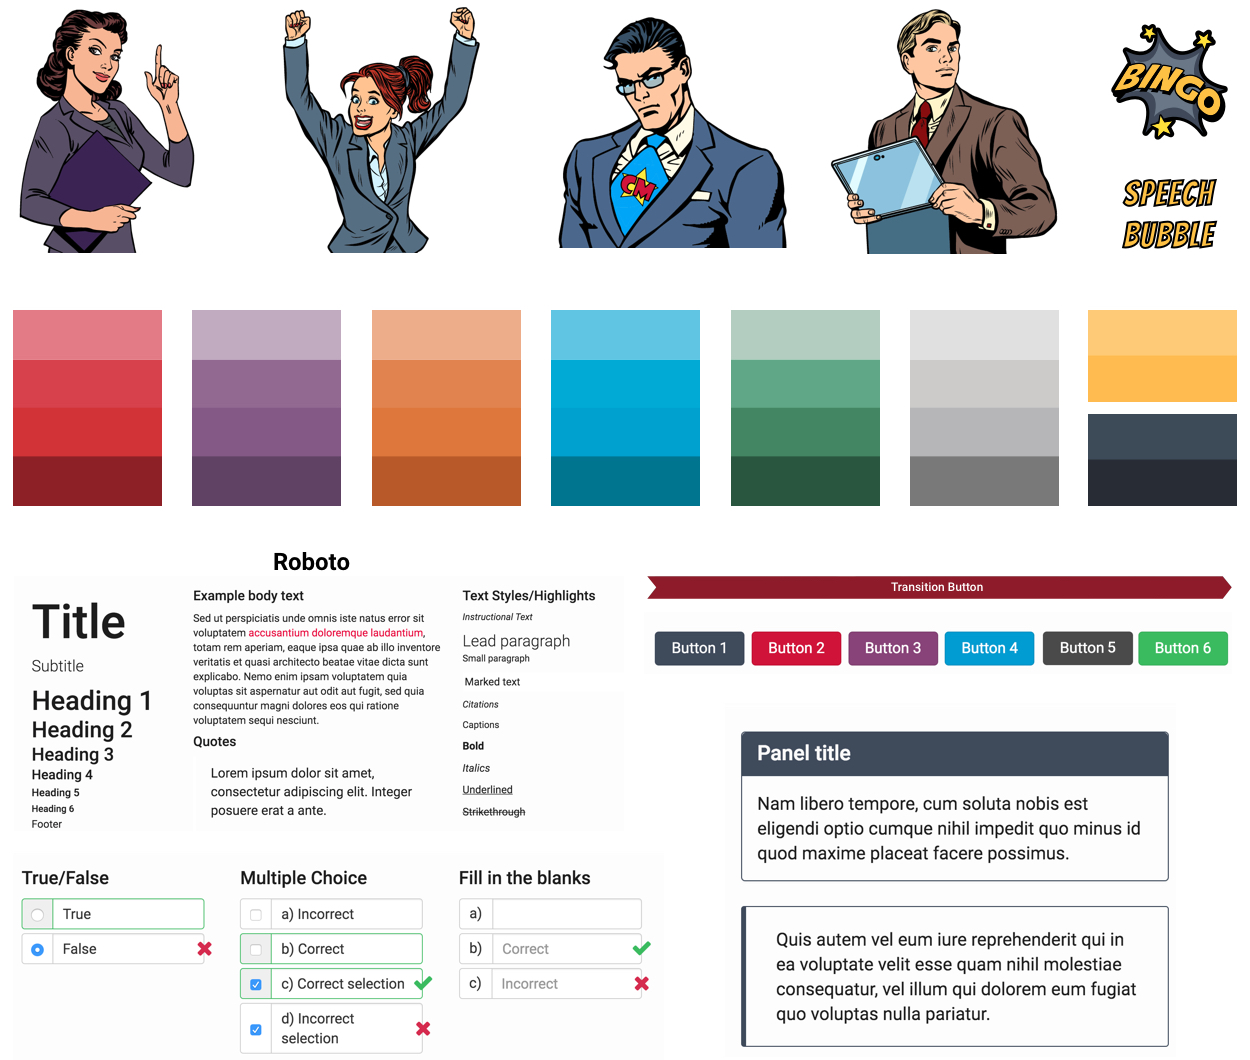 BINGO
SPEECH
BUBBLE
CM
Roboto
Title
Subtitle
Heading 1
Heading 2
Heading 3
Heading 4
Heading 5
Heading 6
Footer
Example body text
Sed ut perspiciatis unde omnis iste natus error sit
voluptatem accusantium doloremque laudantium,
totam rem aperiam, eaque ipsa quae ab illo inventore
veritatis et quasi architecto beatae vitae dicta sunt
explicabo. Nemo enim ipsam voluptatem quia
voluptas sit aspernatur aut odit aut fugit, sed quia
consequuntur magni dolores eos qui ratione
voluptatem sequi nesciunt.
Quotes
Lorem ipsum dolor sit amet,
consectetur adipiscing elit. Integer
posuere erat a ante.
Text Styles/Highlights
Instructional Text
Lead paragraph
Small paragraph
Marked text
Citations
Captions
Bold
Italics
Underlined
Strikethrough
Transition Button
Button 1
Button 2
Button 3
Button 4
Button 5
Button 6
Panel title
Nam libero tempore, cum soluta nobis est
eligendi optio cumque nihil impedit quo minus id
quod maxime placeat facere possimus.
Quis autem vel eum iure reprehenderit qui in
ea voluptate velit esse quam nihil molestiae
consequatur, vel illum qui dolorem eum fugiat
quo voluptas nulla pariatur.
True/False
True
False
Multiple Choice
a) Incorrect
b) Correct
c) Correct selection
d) Incorrect
selection
Fill in the blanks
a)
b) Correct
c) Incorrect